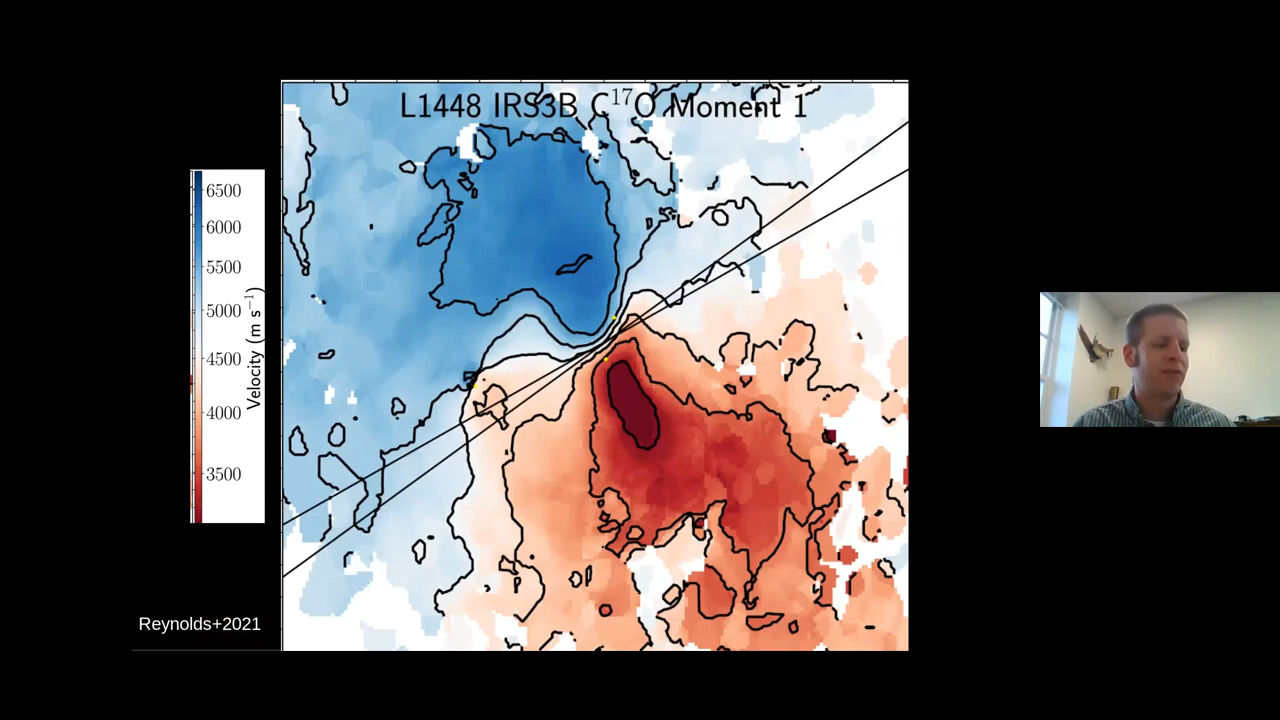 L1448 IRS3B C¹⁷O Moment 1
6500
6000
5500
5000
4500
4000
3500
Velocity (m s⁻¹)
Reynolds+2021